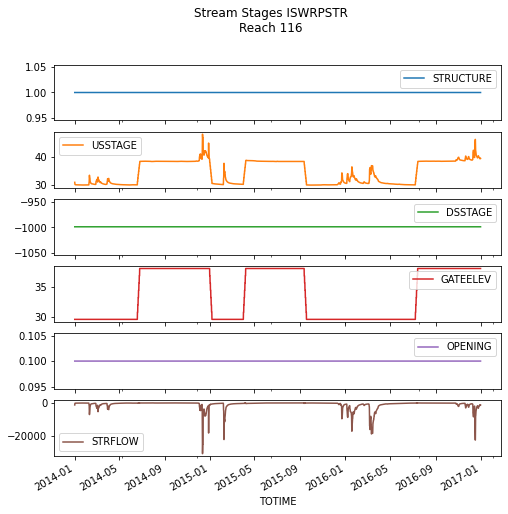 Stream Stages ISWRPSTR
Reach 116
1.05
1.00
0.95
STRUCTURE
40
30
USSTAGE
−950
−1000
−1050
DSSTAGE
35
30
GATEELEV
0.105
0.100
0.095
OPENING
0
−20000
STRFLOW
2014-01
2014-05
2014-09
2015-01
2015-05
2015-09
2016-01
2016-05
2016-09
2017-01
TOTIME